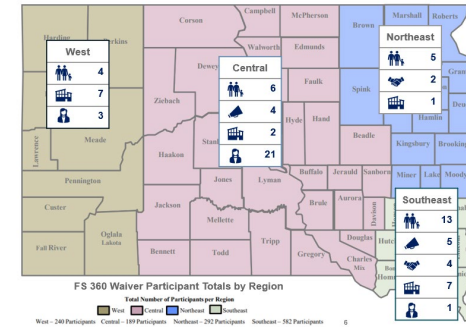 Campbell
McPherson
Marshall
Roberts
Corson
Brown
Harding
Perkins
West
4
7
3
Northeast
5
2
1
Walworth
Edmunds
Dewey
Central
6
4
2
21
Faulk
Spink
Ziebach
Hyde
Hand
Hamlin
Beadle
Kingsbury
Lawrence
Meade
Haakon
Pennington
Jones
Lyman
Buffalo
Jerauld
Sanborn
Miner
Lake
Moody
Custer
Jackson
Brule
Aurora
Davison
Southeast
13
5
4
7
1
Mellette
Fall River
Oglala
Lakota
Bennett
Todd
Tripp
Gregory
Douglas
Charles
Mix
FS 360 Waiver Participant Totals by Region
Total Number of Participants per Region
West Central Northeast Southeast
West – 240 Participants Central – 189 Participants Northeast – 292 Participants Southeast – 582 Participants
6